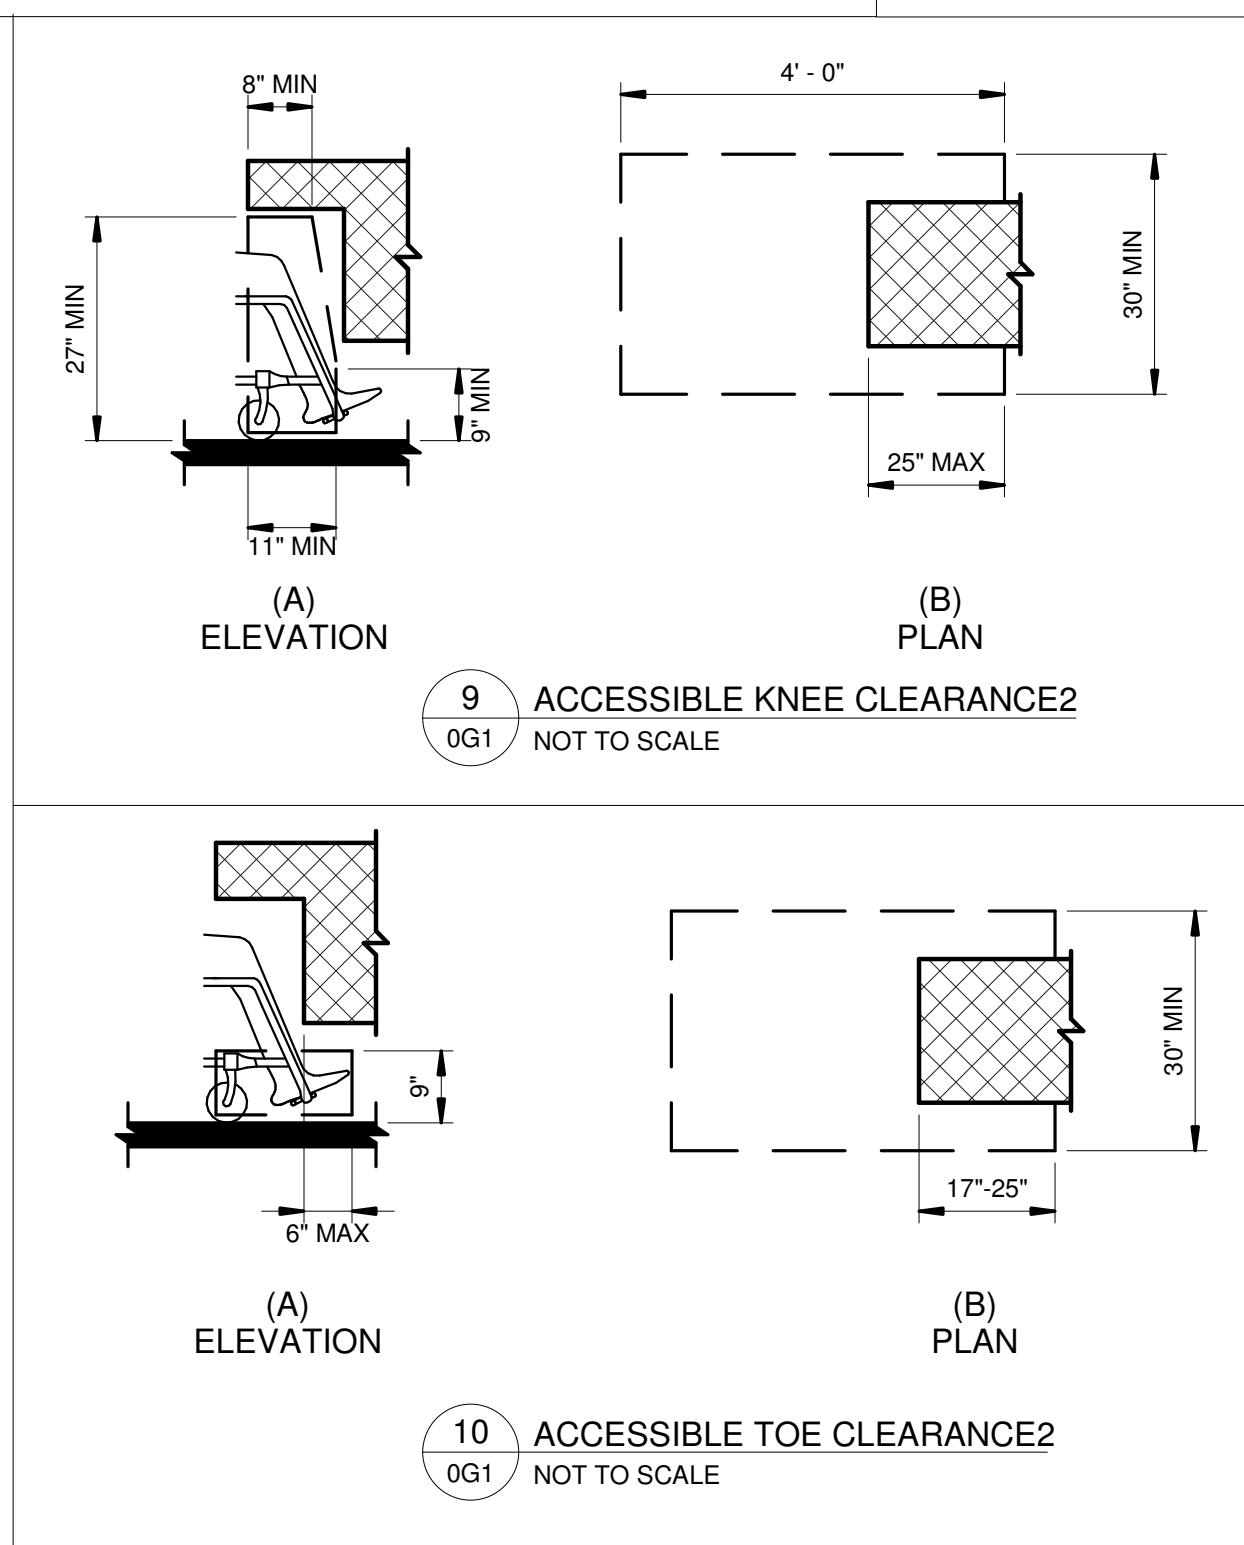 8" MIN
4' - 0"
27" MIN
30" MIN
9" MIN
25" MAX
11" MIN
(A)
ELEVATION
(B)
PLAN
9
0G1
ACCESSIBLE KNEE CLEARANCE2
NOT TO SCALE
9"
30" MIN
17"-25"
6" MAX
(A)
ELEVATION
(B)
PLAN
10
0G1
ACCESSIBLE TOE CLEARANCE2
NOT TO SCALE